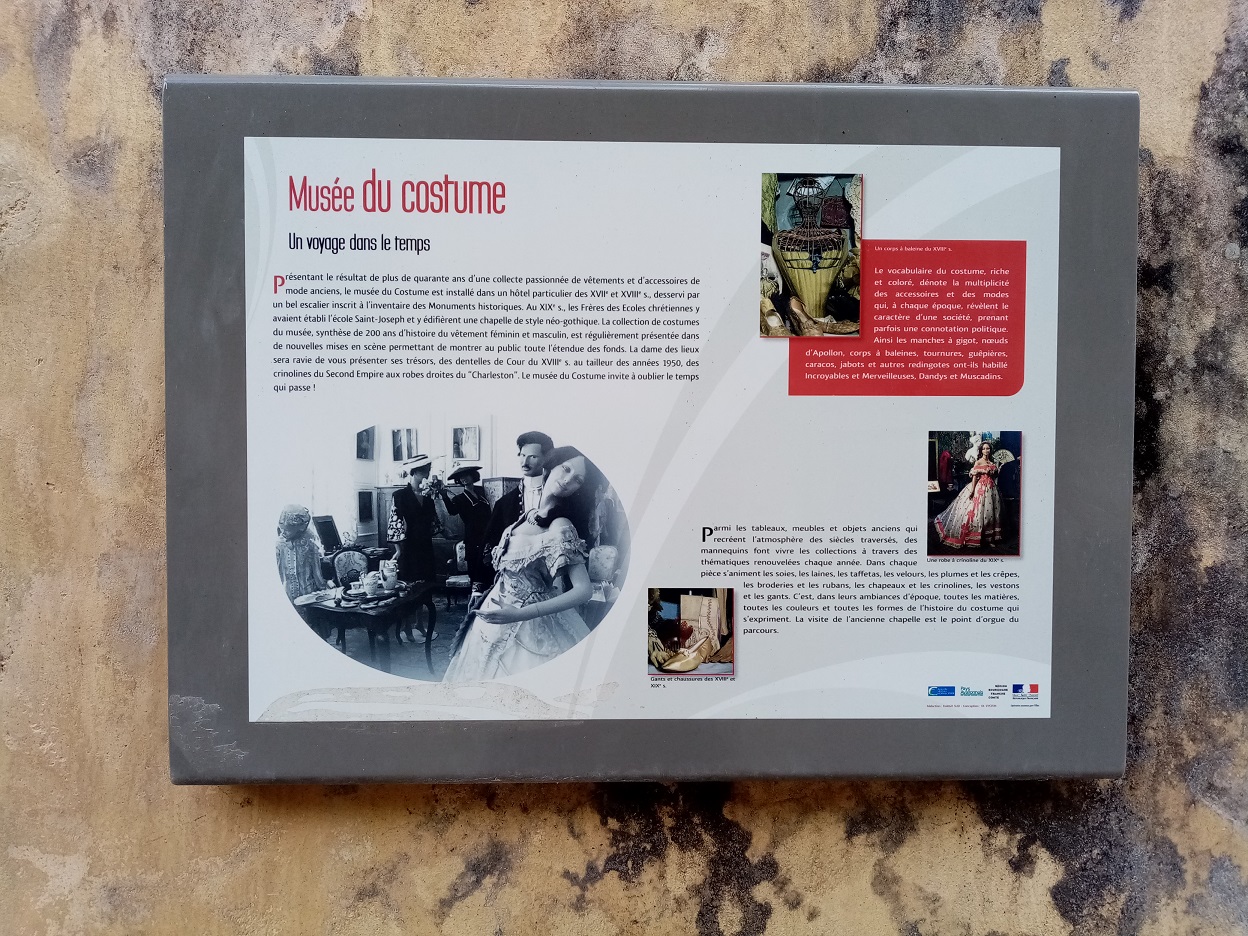 Musée du costume
Un voyage dans le temps
Présentant le résultat de plus de quarante ans d'une collecte passionnée de vêtements et d'accessoires de
mode anciens, le musée du Costume est installé dans un hôtel particulier des XVIIe et XVIIIe s., desservi par
un bel escalier inscrit à l'inventaire des Monuments historiques. Au XIXe s., les Frères des Ecoles chrétiennes y
avaient établi l'école Saint-Joseph et y édifièrent une chapelle de style néo-gothique. La collection de costumes
du musée, synthèse de 200 ans d'histoire du vêtement féminin et masculin, est régulièrement présentée dans
de nouvelles mises en scène permettant de montrer au public toute l'étendue des fonds. La dame des lieux
sera ravie de vous présenter ses trésors, des dentelles de Cour du XVIIIe s. au tailleur des années 1950, des
crinolines du Second Empire aux robes droites du "Charleston". Le musée du Costume invite à oublier le temps
qui passe !
Un corps à baleine du XVIIIe s.
Le vocabulaire du costume, riche
et coloré, dénote la multiplicité
des accessoires et des modes
qui, à chaque époque, révèlent le
caractère d'une société, prenant
parfois une connotation politique.
Ainsi les manches à gigot, nœuds
d'Apollon, corps à baleines, tournures, guêpières,
caracos, jabots et autres redingotes ont-ils habillé
Incroyables et Merveilleuses, Dandys et Muscadins.
Une robe à crinoline du XIXe s.
Parmi les tableaux, meubles et objets anciens qui
recréent l'atmosphère des siècles traversés, des
mannequins font vivre les collections à travers des
thématiques renouvelées chaque année. Dans chaque
pièce s'animent les soies, les laines, les taffetas, les velours, les plumes et les crêpes,
les broderies et les rubans, les chapeaux et les crinolines, les vestons
et les gants. C'est, dans leurs ambiances d'époque, toutes les matières,
toutes les couleurs et toutes les formes de l'histoire du costume qui
s'expriment. La visite de l'ancienne chapelle est le point d'orgue du
parcours.
Gants et chaussures des XVIIIe et
XIXe s.
RÉGION
BOURGOGNE
FRANCHE
COMTÉ